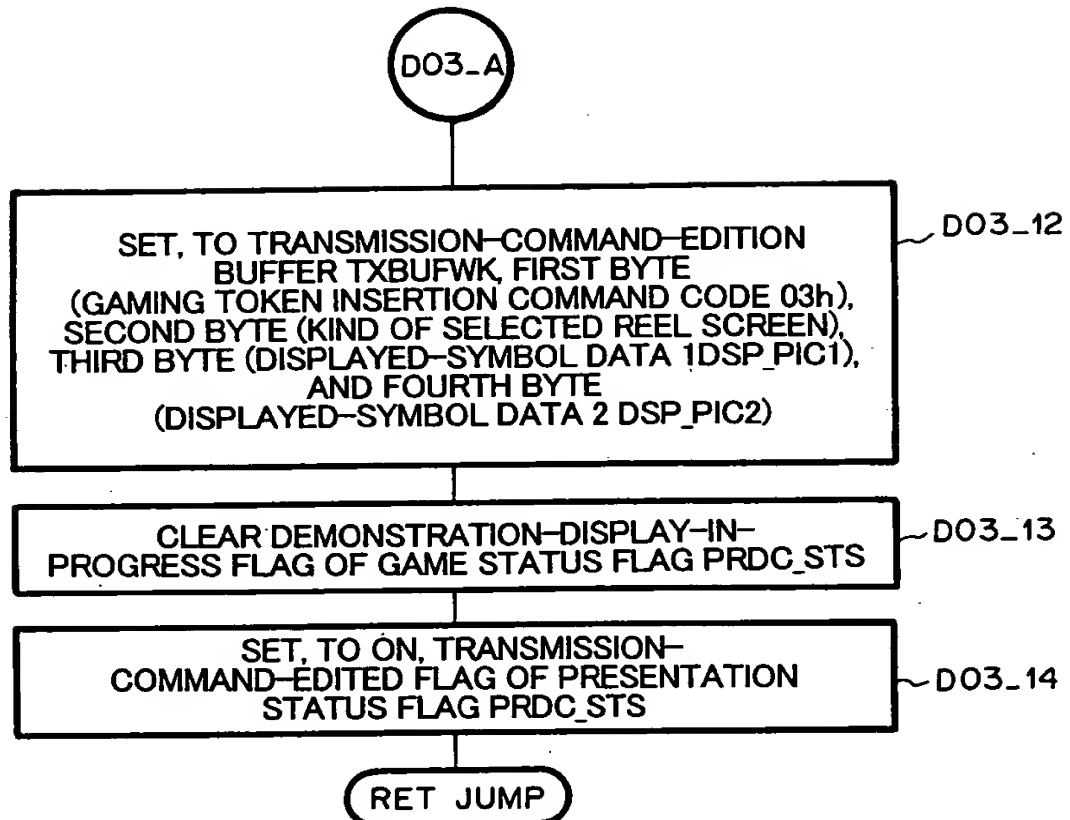 D03_A
SET, TO TRANSMISSION-COMMAND-EDITION
BUFFER TXBUFWK, FIRST BYTE
(GAMING TOKEN INSERTION COMMAND CODE 03h),
SECOND BYTE (KIND OF SELECTED REEL SCREEN),
THIRD BYTE (DISPLAYED-SYMBOL DATA 1DSP_PIC1),
AND FOURTH BYTE
(DISPLAYED-SYMBOL DATA 2 DSP_PIC2)
D03_12
CLEAR DEMONSTRATION-DISPLAY-IN-
PROGRESS FLAG OF GAME STATUS FLAG PRDC_STS
D03_13
SET, TO ON, TRANSMISSION-
COMMAND-EDITED FLAG OF PRESENTATION
STATUS FLAG PRDC_STS
D03_14
RET JUMP